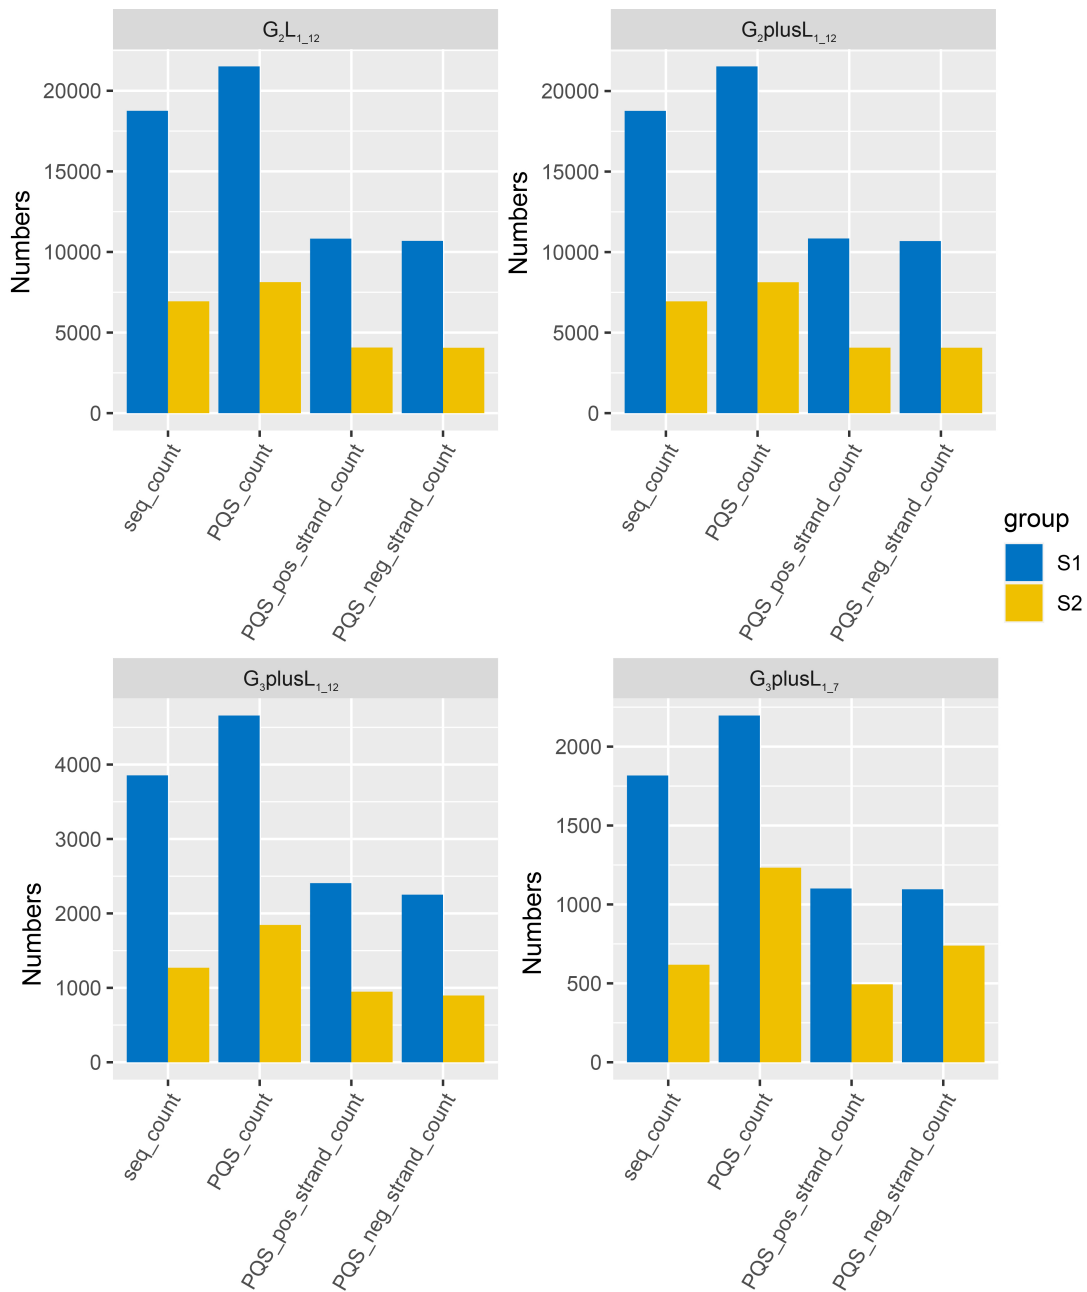 G₂L₁_₁₂
Numbers
20000
15000
10000
5000
0
seq_count
PQS_count
PQS_pos_strand_count
PQS_neg_strand_count
G₂plusL₁_₁₂
Numbers
20000
15000
10000
5000
0
seq_count
PQS_count
PQS_pos_strand_count
PQS_neg_strand_count
group
S1
S2
G₃plusL₁_₁₂
Numbers
4000
3000
2000
1000
0
seq_count
PQS_count
PQS_pos_strand_count
PQS_neg_strand_count
G₃plusL₁_₇
Numbers
2000
1500
1000
500
0
seq_count
PQS_count
PQS_pos_strand_count
PQS_neg_strand_count